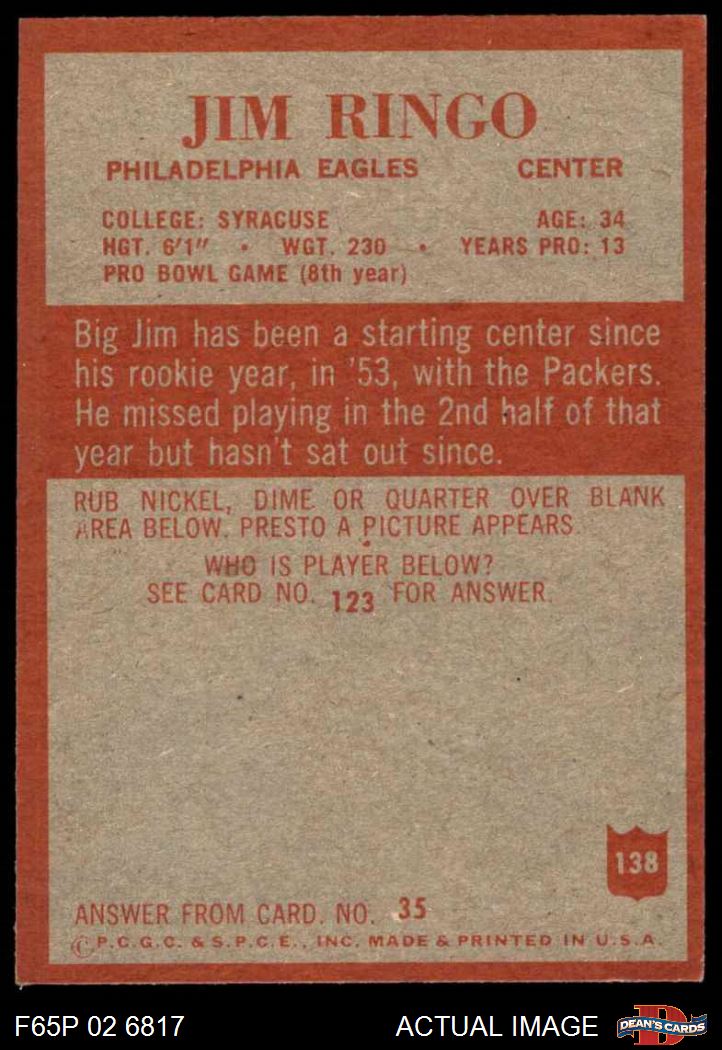 JIM RINGO
PHILADELPHIA EAGLES CENTER
COLLEGE: SYRACUSE AGE: 34
HGT. 6'1" • WGT. 230 • YEARS PRO: 13
PRO BOWL GAME (8th year)
Big Jim has been a starting center since
his rookie year, in '53, with the Packers.
He missed playing in the 2nd half of that
year but hasn't sat out since.
RUB NICKEL, DIME OR QUARTER OVER BLANK
AREA BELOW. PRESTO A PICTURE APPEARS.
WHO IS PLAYER BELOW?
SEE CARD NO. 123 FOR ANSWER.
138
ANSWER FROM CARD. NO. 35
© P.C.G.C. & S.P.C.E., INC. MADE & PRINTED IN U.S.A.
F65P 02 6817 ACTUAL IMAGE D DEAN'S CARDS